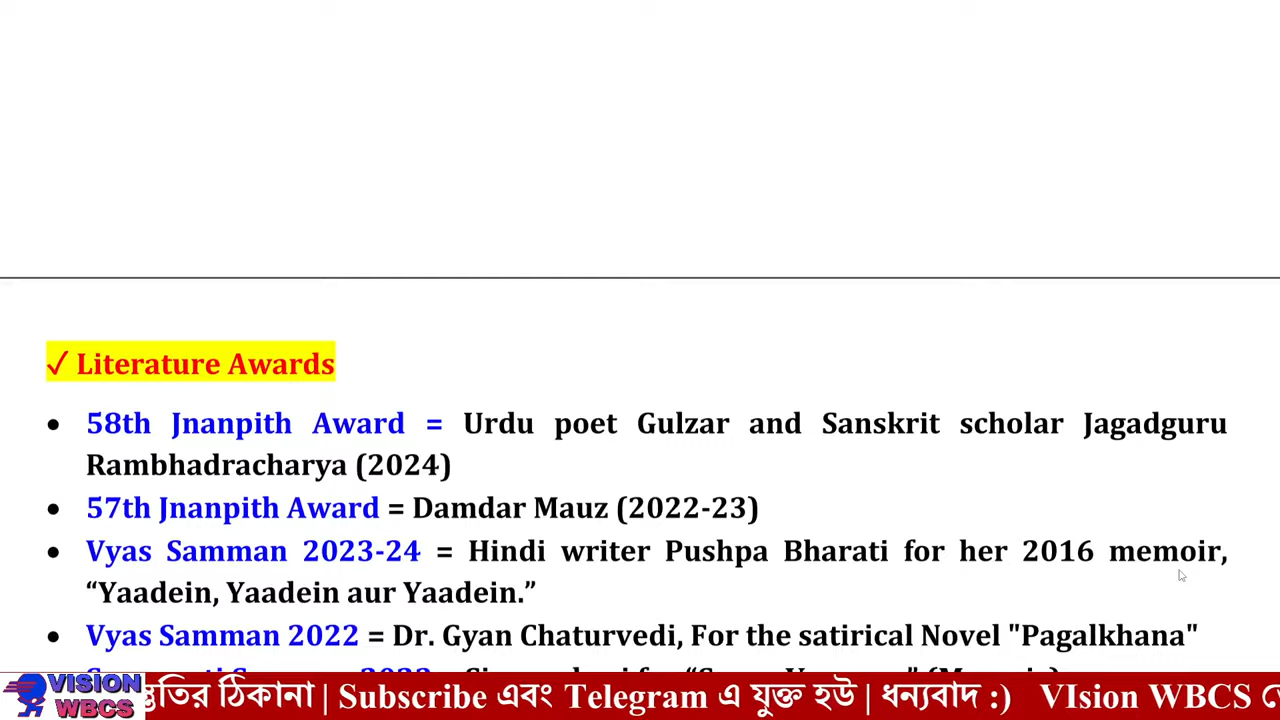 ✓ Literature Awards
• 58th Jnanpith Award = Urdu poet Gulzar and Sanskrit scholar Jagadguru
Rambhadracharya (2024)
• 57th Jnanpith Award = Damdar Mauz (2022-23)
• Vyas Samman 2023-24 = Hindi writer Pushpa Bharati for her 2016 memoir,
“Yaadein, Yaadein aur Yaadein.”
• Vyas Samman 2022 = Dr. Gyan Chaturvedi, For the satirical Novel "Pagalkhana"
VISION
WBCS
ঠিকানা | Subscribe এবং Telegram এ যুক্ত হউ | ধন্যবাদ :) VIsion WBCS